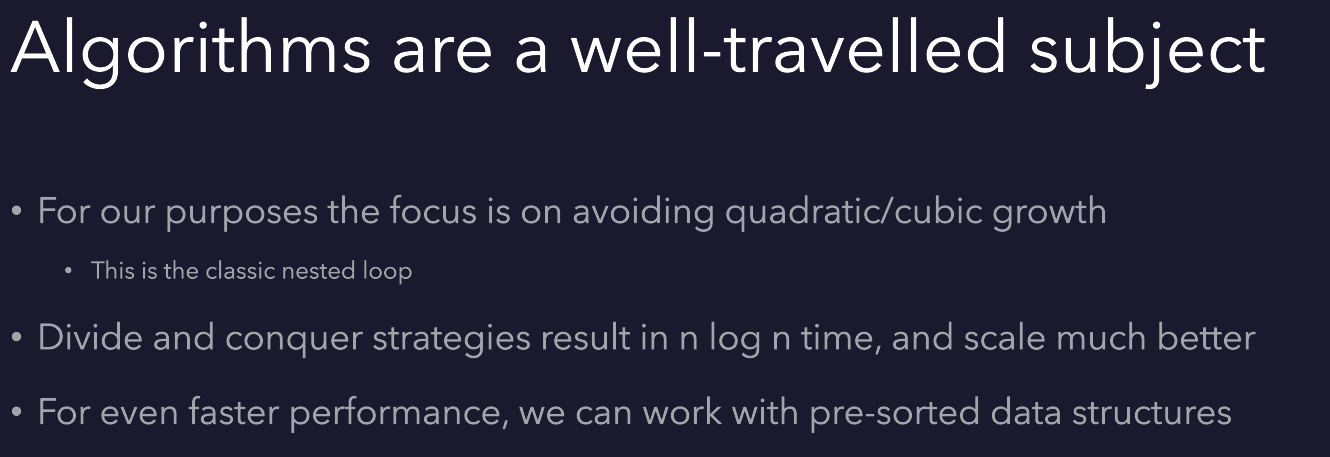 Algorithms are a well-travelled subject
• For our purposes the focus is on avoiding quadratic/cubic growth
• This is the classic nested loop
• Divide and conquer strategies result in n log n time, and scale much better
• For even faster performance, we can work with pre-sorted data structures